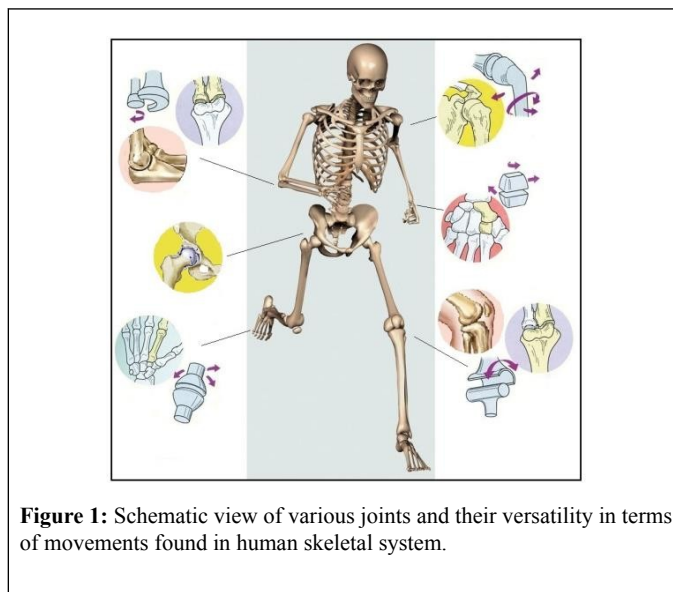 Figure 1: Schematic view of various joints and their versatility in terms
of movements found in human skeletal system.